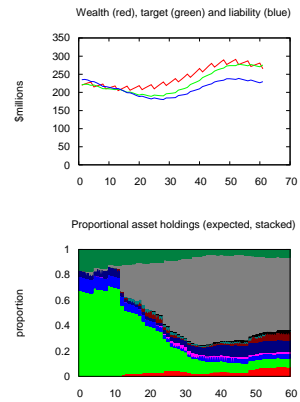 Wealth (red), target (green) and liability (blue)
350
300
250
200
150
100
50
0
$millions
0 10 20 30 40 50 60 70
Proportional asset holdings (expected, stacked)
1
0.8
0.6
0.4
0.2
0
proportion
0 10 20 30 40 50 60